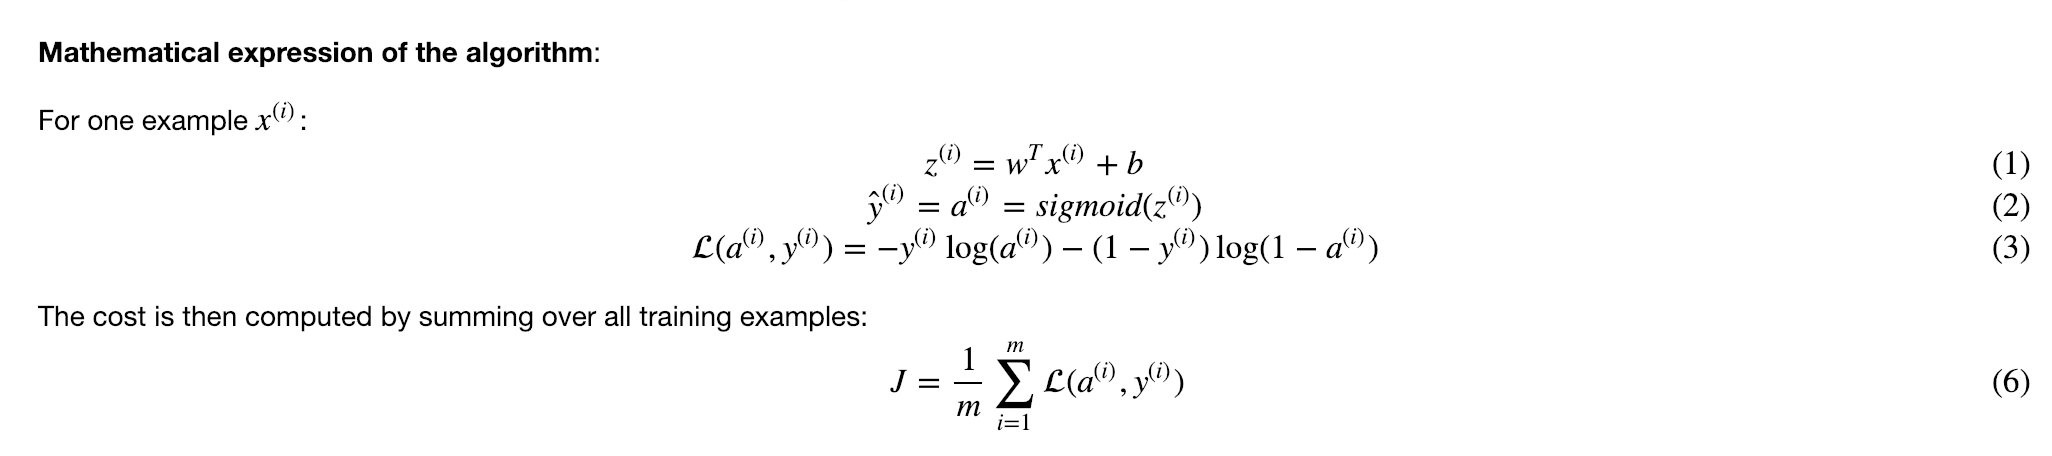 Mathematical expression of the algorithm:
For one example x^(i):
z^(i) = w^T x^(i) + b (1)
ŷ^(i) = a^(i) = sigmoid(z^(i)) (2)
ℒ(a^(i), y^(i)) = −y^(i) log(a^(i)) − (1 − y^(i)) log(1 − a^(i)) (3)
The cost is then computed by summing over all training examples:
J = 1/m ∑_{i=1}^{m} ℒ(a^(i), y^(i)) (6)